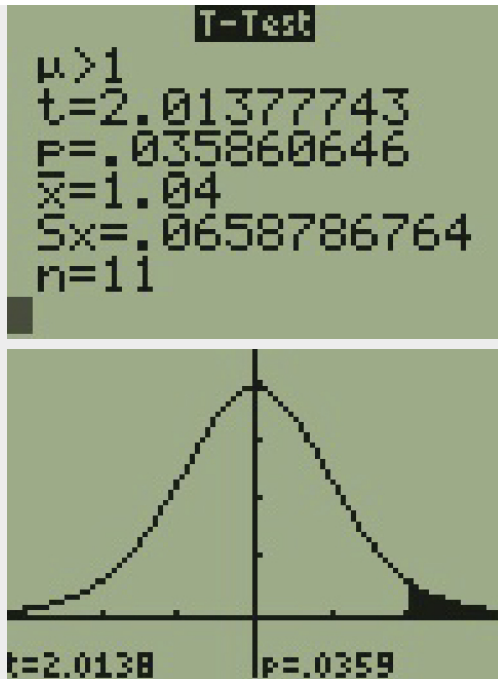 T-Test
μ>1
t=2.01377743
p=.035860646
x̄=1.04
Sx=.0658786764
n=11
t=2.0138 p=.0359